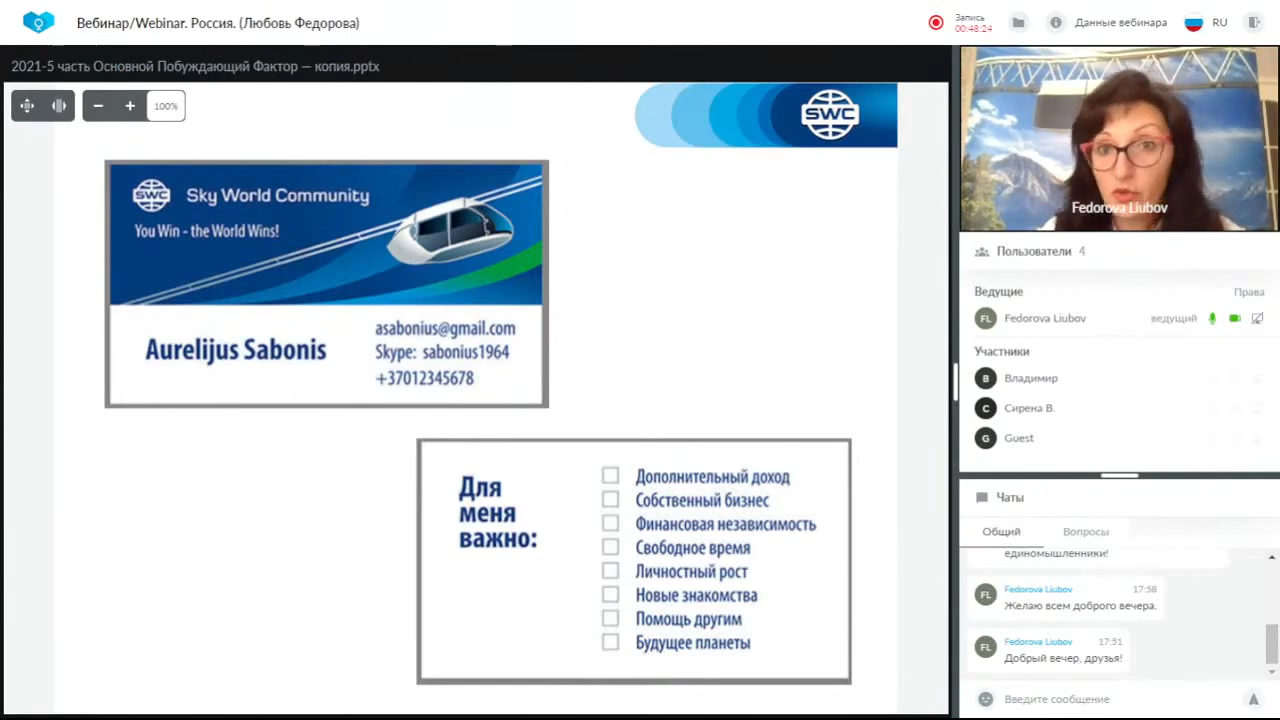 Вебинар/Webinar. Россия. (Любовь Федорова)
Запись
00:48:24
Данные вебинара
RU
2021-5 часть Основной Побуждающий Фактор — копия.pptx
100%
SWC
SWC Sky World Community
You Win - the World Wins!
Aurelijus Sabonis
asabonius@gmail.com
Skype: sabonius1964
+37012345678
Для
меня
важно:
Дополнительный доход
Собственный бизнес
Финансовая независимость
Свободное время
Личностный рост
Новые знакомства
Помощь другим
Будущее планеты
Fedorova Liubov
Пользователи 4
Ведущие Права
FL Fedorova Liubov ведущий
Участники
В Владимир
С Сирена В.
G Guest
Чаты
Общий Вопросы
единомышленники!
FL Fedorova Liubov 17:58
Желаю всем доброго вечера.
FL Fedorova Liubov 17:51
Добрый вечер, друзья!
Введите сообщение